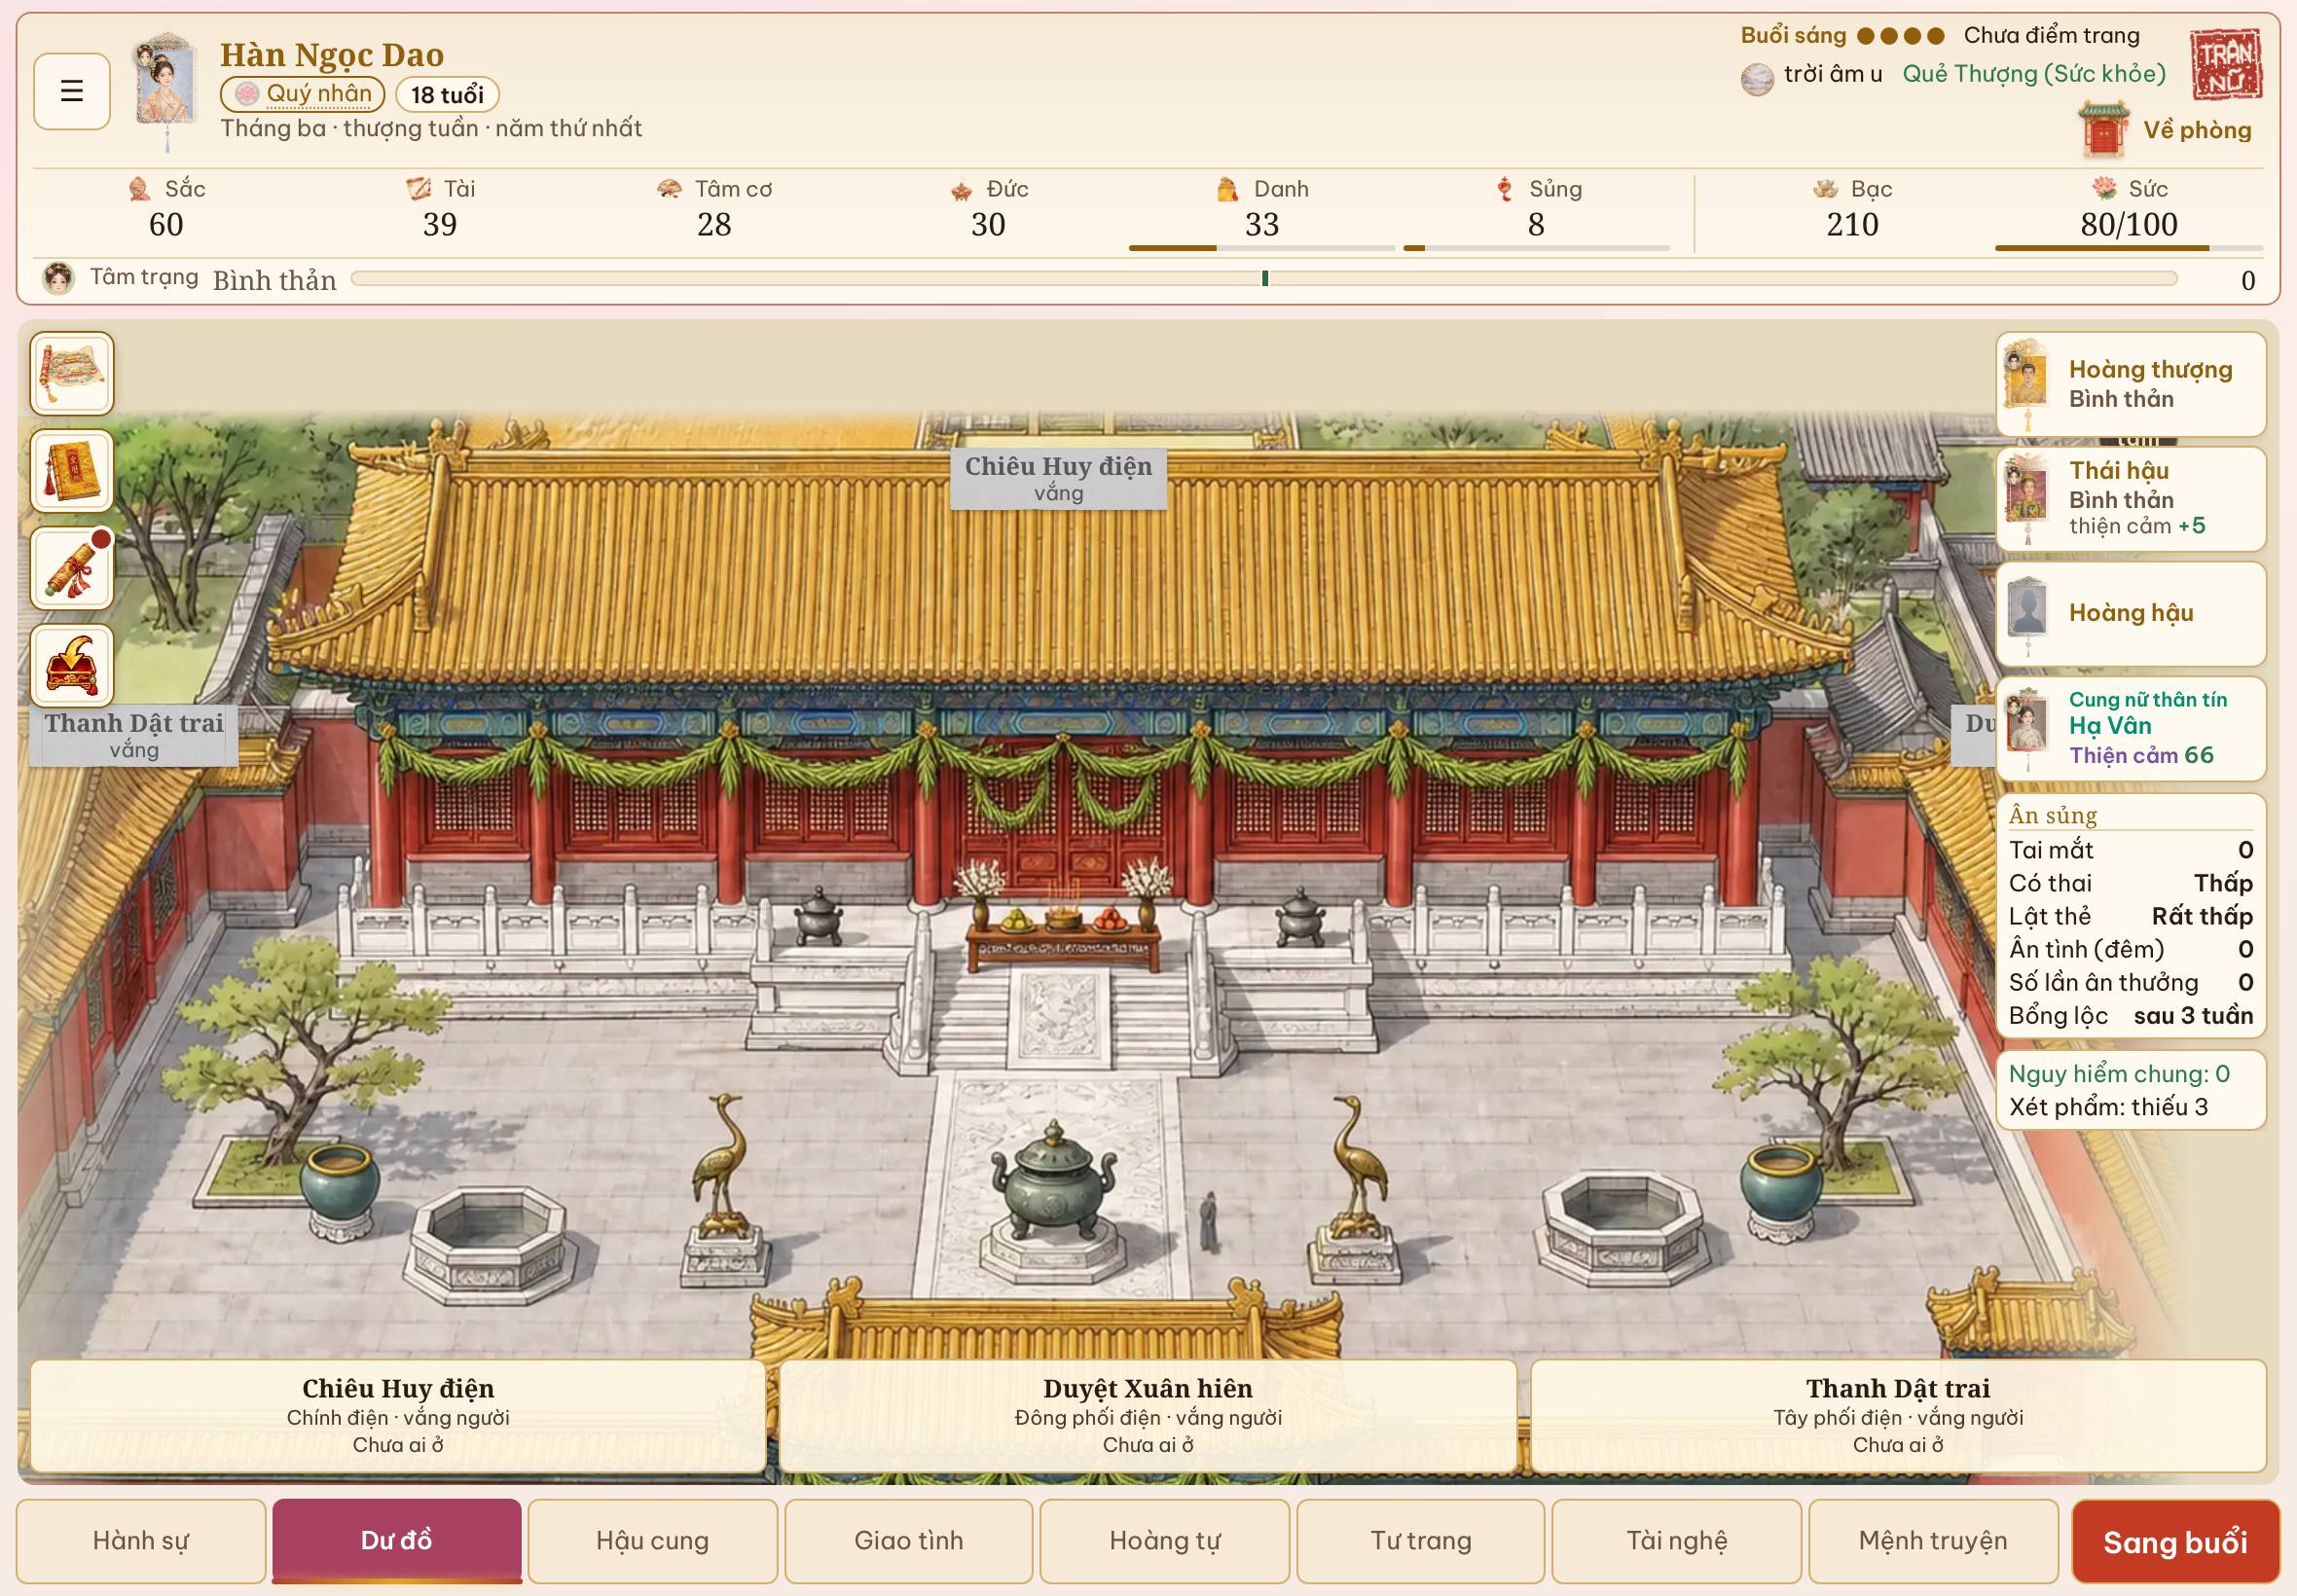 Hàn Ngọc Dao
Quý nhân
18 tuổi
Tháng ba · thượng tuần · năm thứ nhất
Buổi sáng
Chưa điểm trang
trời âm u
Quẻ Thượng (Sức khỏe)
TRÂN NỮ
Về phòng
Sắc
60
Tài
39
Tâm cơ
28
Đức
30
Danh
33
Sủng
8
Bạc
210
Sức
80/100
Tâm trạng
Bình thản
0
Hoàng thượng
Bình thản
Thái hậu
Bình thản
thiện cảm +5
Hoàng hậu
Cung nữ thân tín
Hạ Vân
Thiện cảm 66
Ân sủng
Tai mắt 0
Có thai Thấp
Lật thẻ Rất thấp
Ân tình (đêm) 0
Số lần ân thưởng 0
Bổng lộc sau 3 tuần
Nguy hiểm chung: 0
Xét phẩm: thiếu 3
Chiêu Huy điện
vắng
Thanh Dật trai
vắng
Chiêu Huy điện
Chính điện · vắng người
Chưa ai ở
Duyệt Xuân hiên
Đông phối điện · vắng người
Chưa ai ở
Thanh Dật trai
Tây phối điện · vắng người
Chưa ai ở
Hành sự
Dư đồ
Hậu cung
Giao tình
Hoàng tự
Tư trang
Tài nghệ
Mệnh truyện
Sang buổi